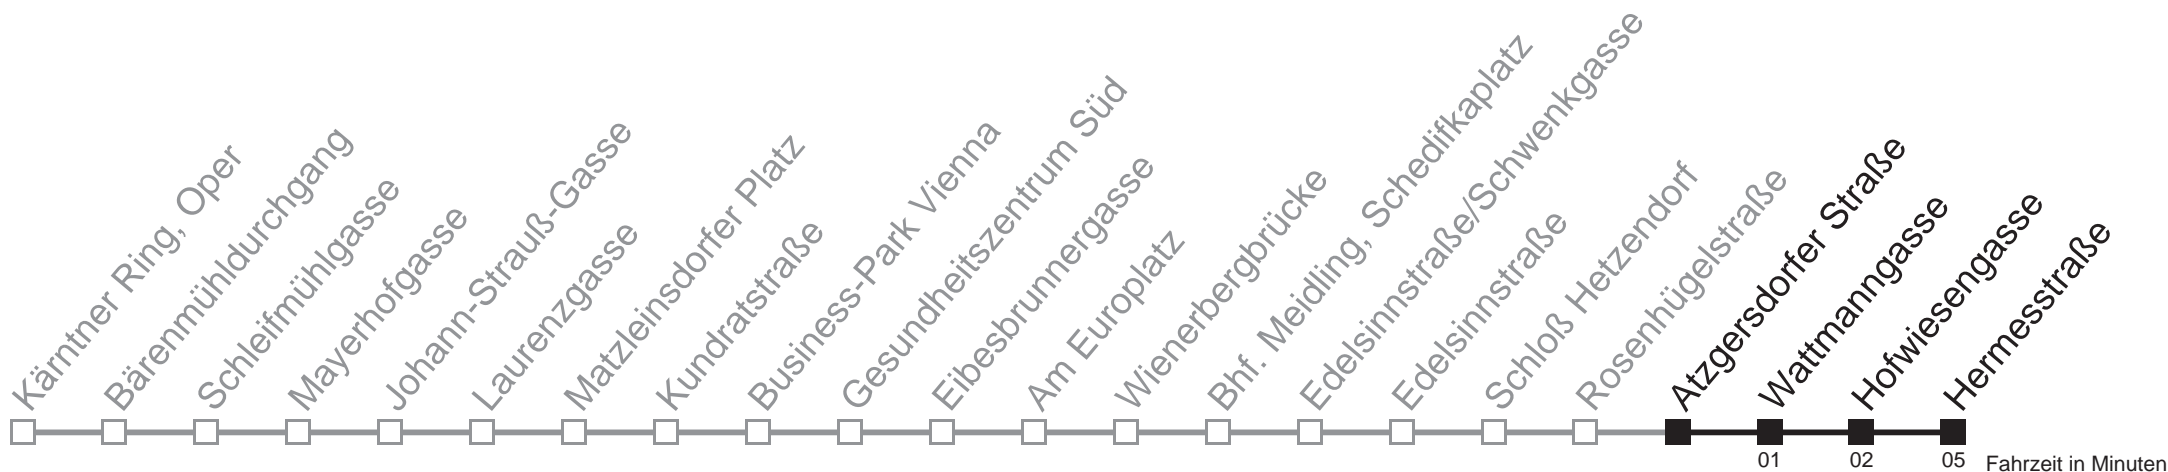 Kärntner Ring, Oper
Bärenmühldurchgang
Schleifmühlgasse
Mayerhofgasse
Johann-Strauß-Gasse
Laurenzgasse
Matzleinsdorfer Platz
Kundratstraße
Business-Park Vienna
Gesundheitszentrum Süd
Eibesbrunnergasse
Am Europlatz
Wienerbergbrücke
Bhf. Meidling, Schedifkaplatz
Edelsinnstraße/Schwenkgasse
Edelsinnstraße
Schloß Hetzendorf
Rosenhügelstraße
Atzgersdorfer Straße
Wattmanngasse
Hofwiesengasse
Hermesstraße
01 02 05 Fahrzeit in Minuten